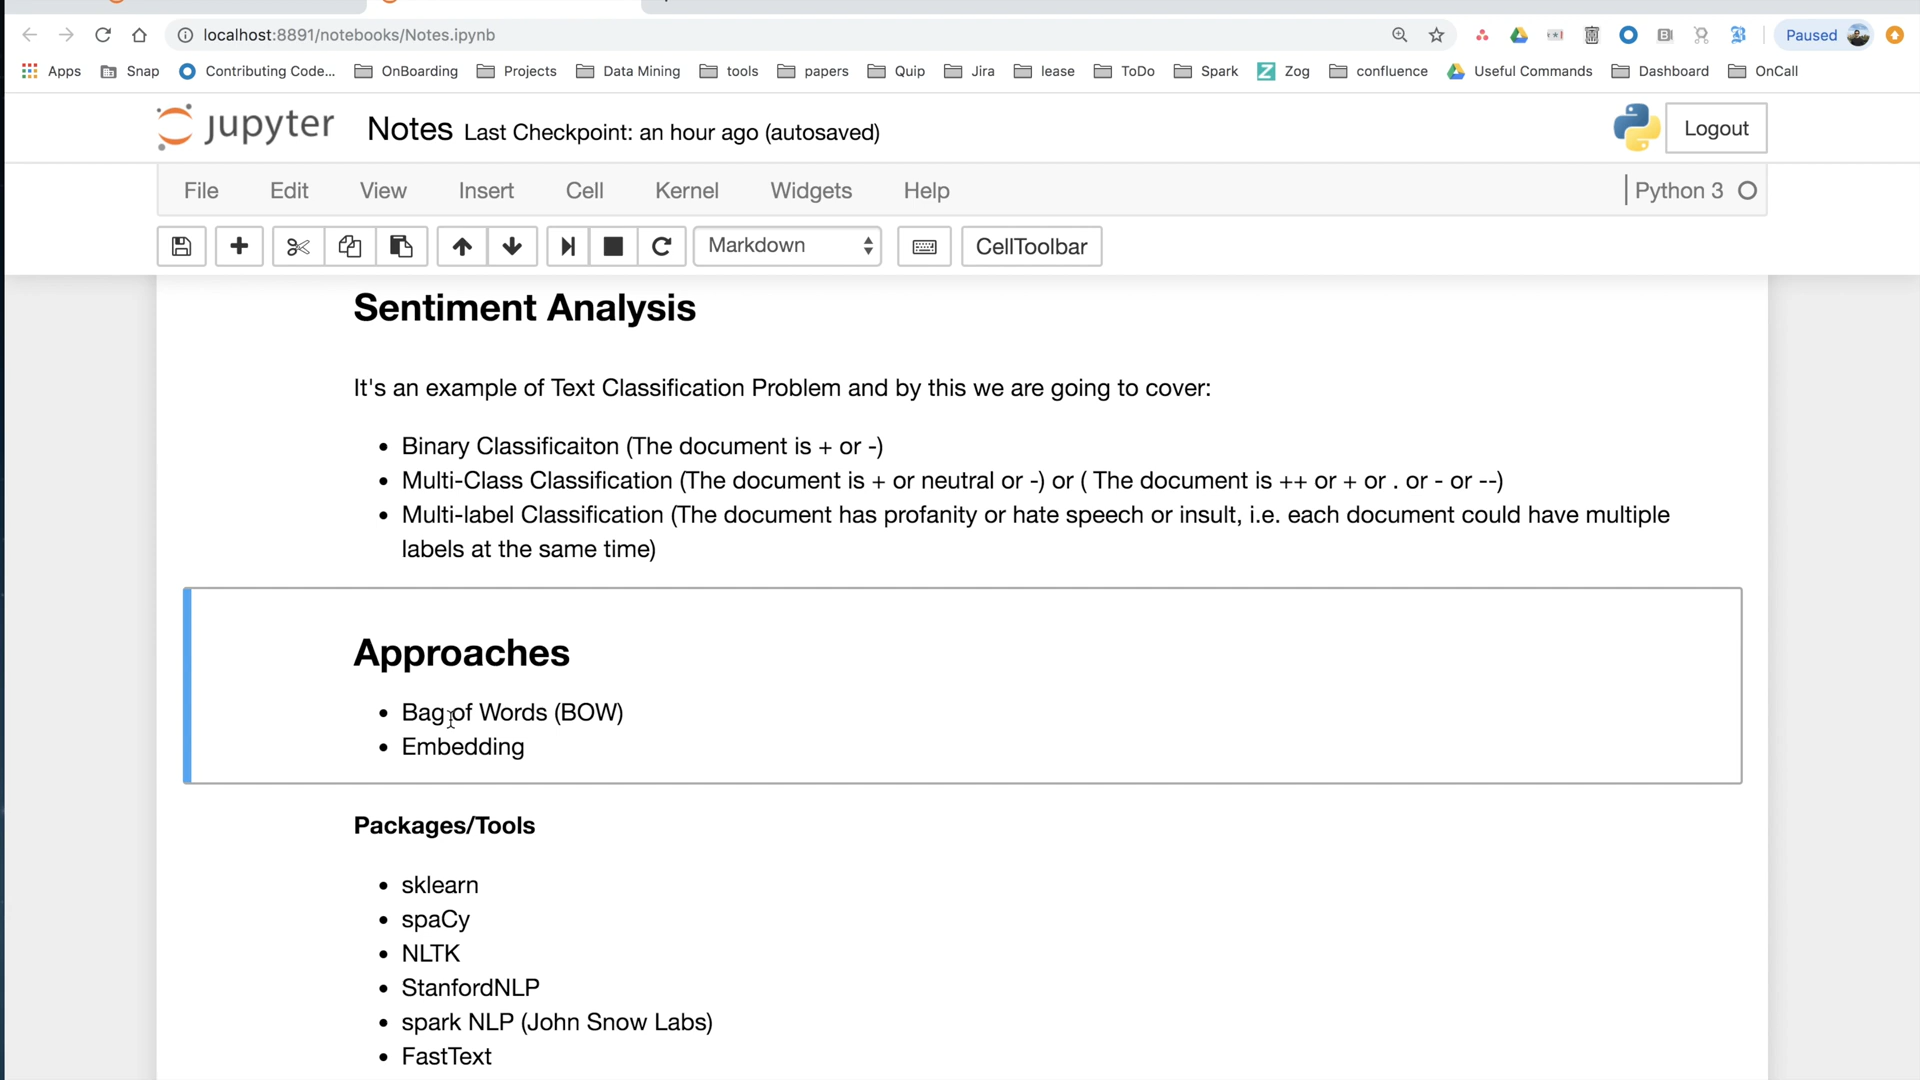 localhost:8891/notebooks/Notes.ipynb
Paused
Apps Snap Contributing Code... OnBoarding Projects Data Mining tools papers Quip Jira lease ToDo Spark Zog confluence Useful Commands Dashboard OnCall
jupyter Notes Last Checkpoint: an hour ago (autosaved)
Logout
File Edit View Insert Cell Kernel Widgets Help
Python 3
Markdown
CellToolbar
Sentiment Analysis
It's an example of Text Classification Problem and by this we are going to cover:
• Binary Classificaiton (The document is + or -)
• Multi-Class Classification (The document is + or neutral or -) or ( The document is ++ or + or . or - or --)
• Multi-label Classification (The document has profanity or hate speech or insult, i.e. each document could have multiple
labels at the same time)
Approaches
• Bag of Words (BOW)
• Embedding
Packages/Tools
• sklearn
• spaCy
• NLTK
• StanfordNLP
• spark NLP (John Snow Labs)
• FastText